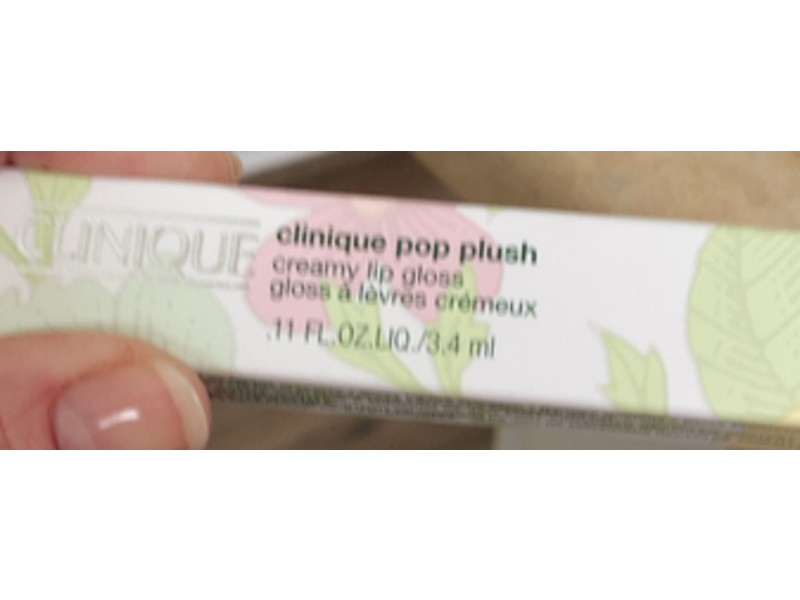 CLINIQUE
clinique pop plush
creamy lip gloss
gloss à lèvres crémeux
.11 FL.OZ.LIQ./3.4 ml